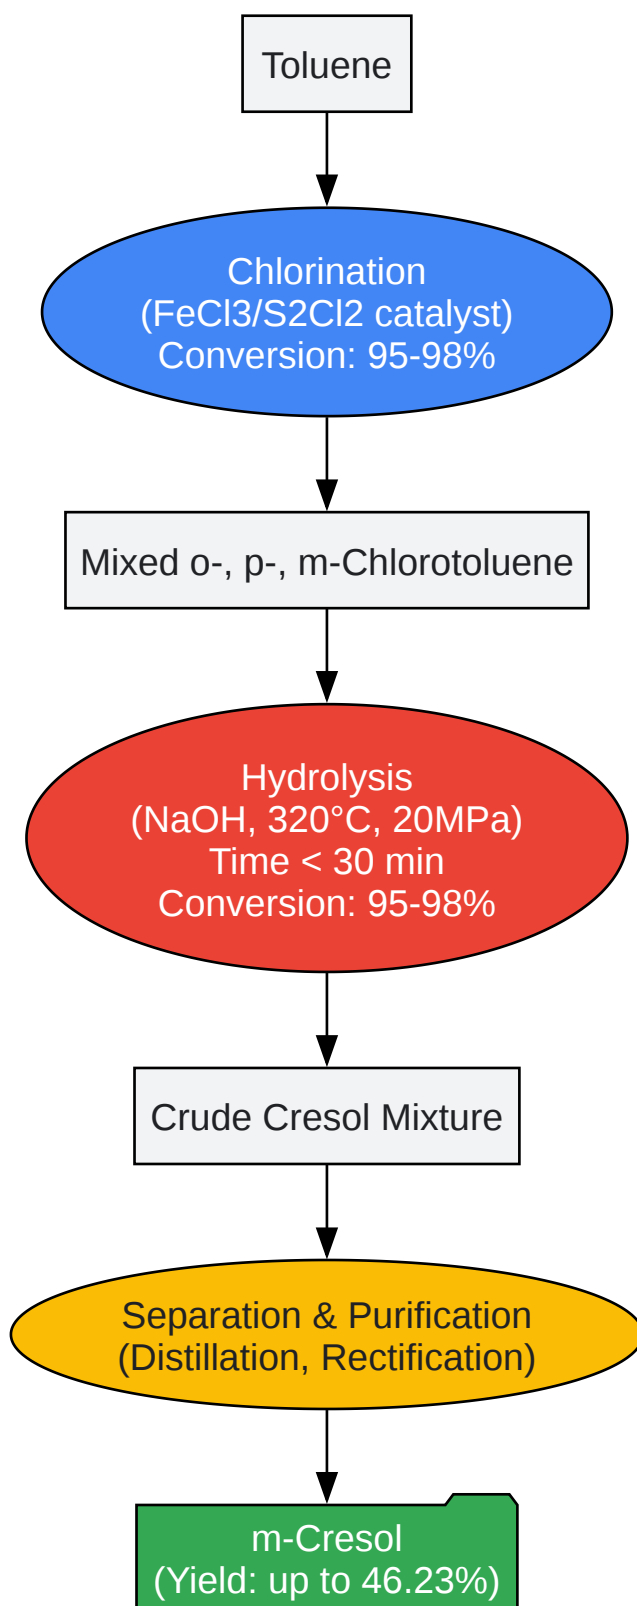 Toluene
Chlorination
(FeCl3/S2Cl2 catalyst)
Conversion: 95-98%
Mixed o-, p-, m-Chlorotoluene
Hydrolysis
(NaOH, 320°C, 20MPa)
Time < 30 min
Conversion: 95-98%
Crude Cresol Mixture
Separation & Purification
(Distillation, Rectification)
m-Cresol
(Yield: up to 46.23%)